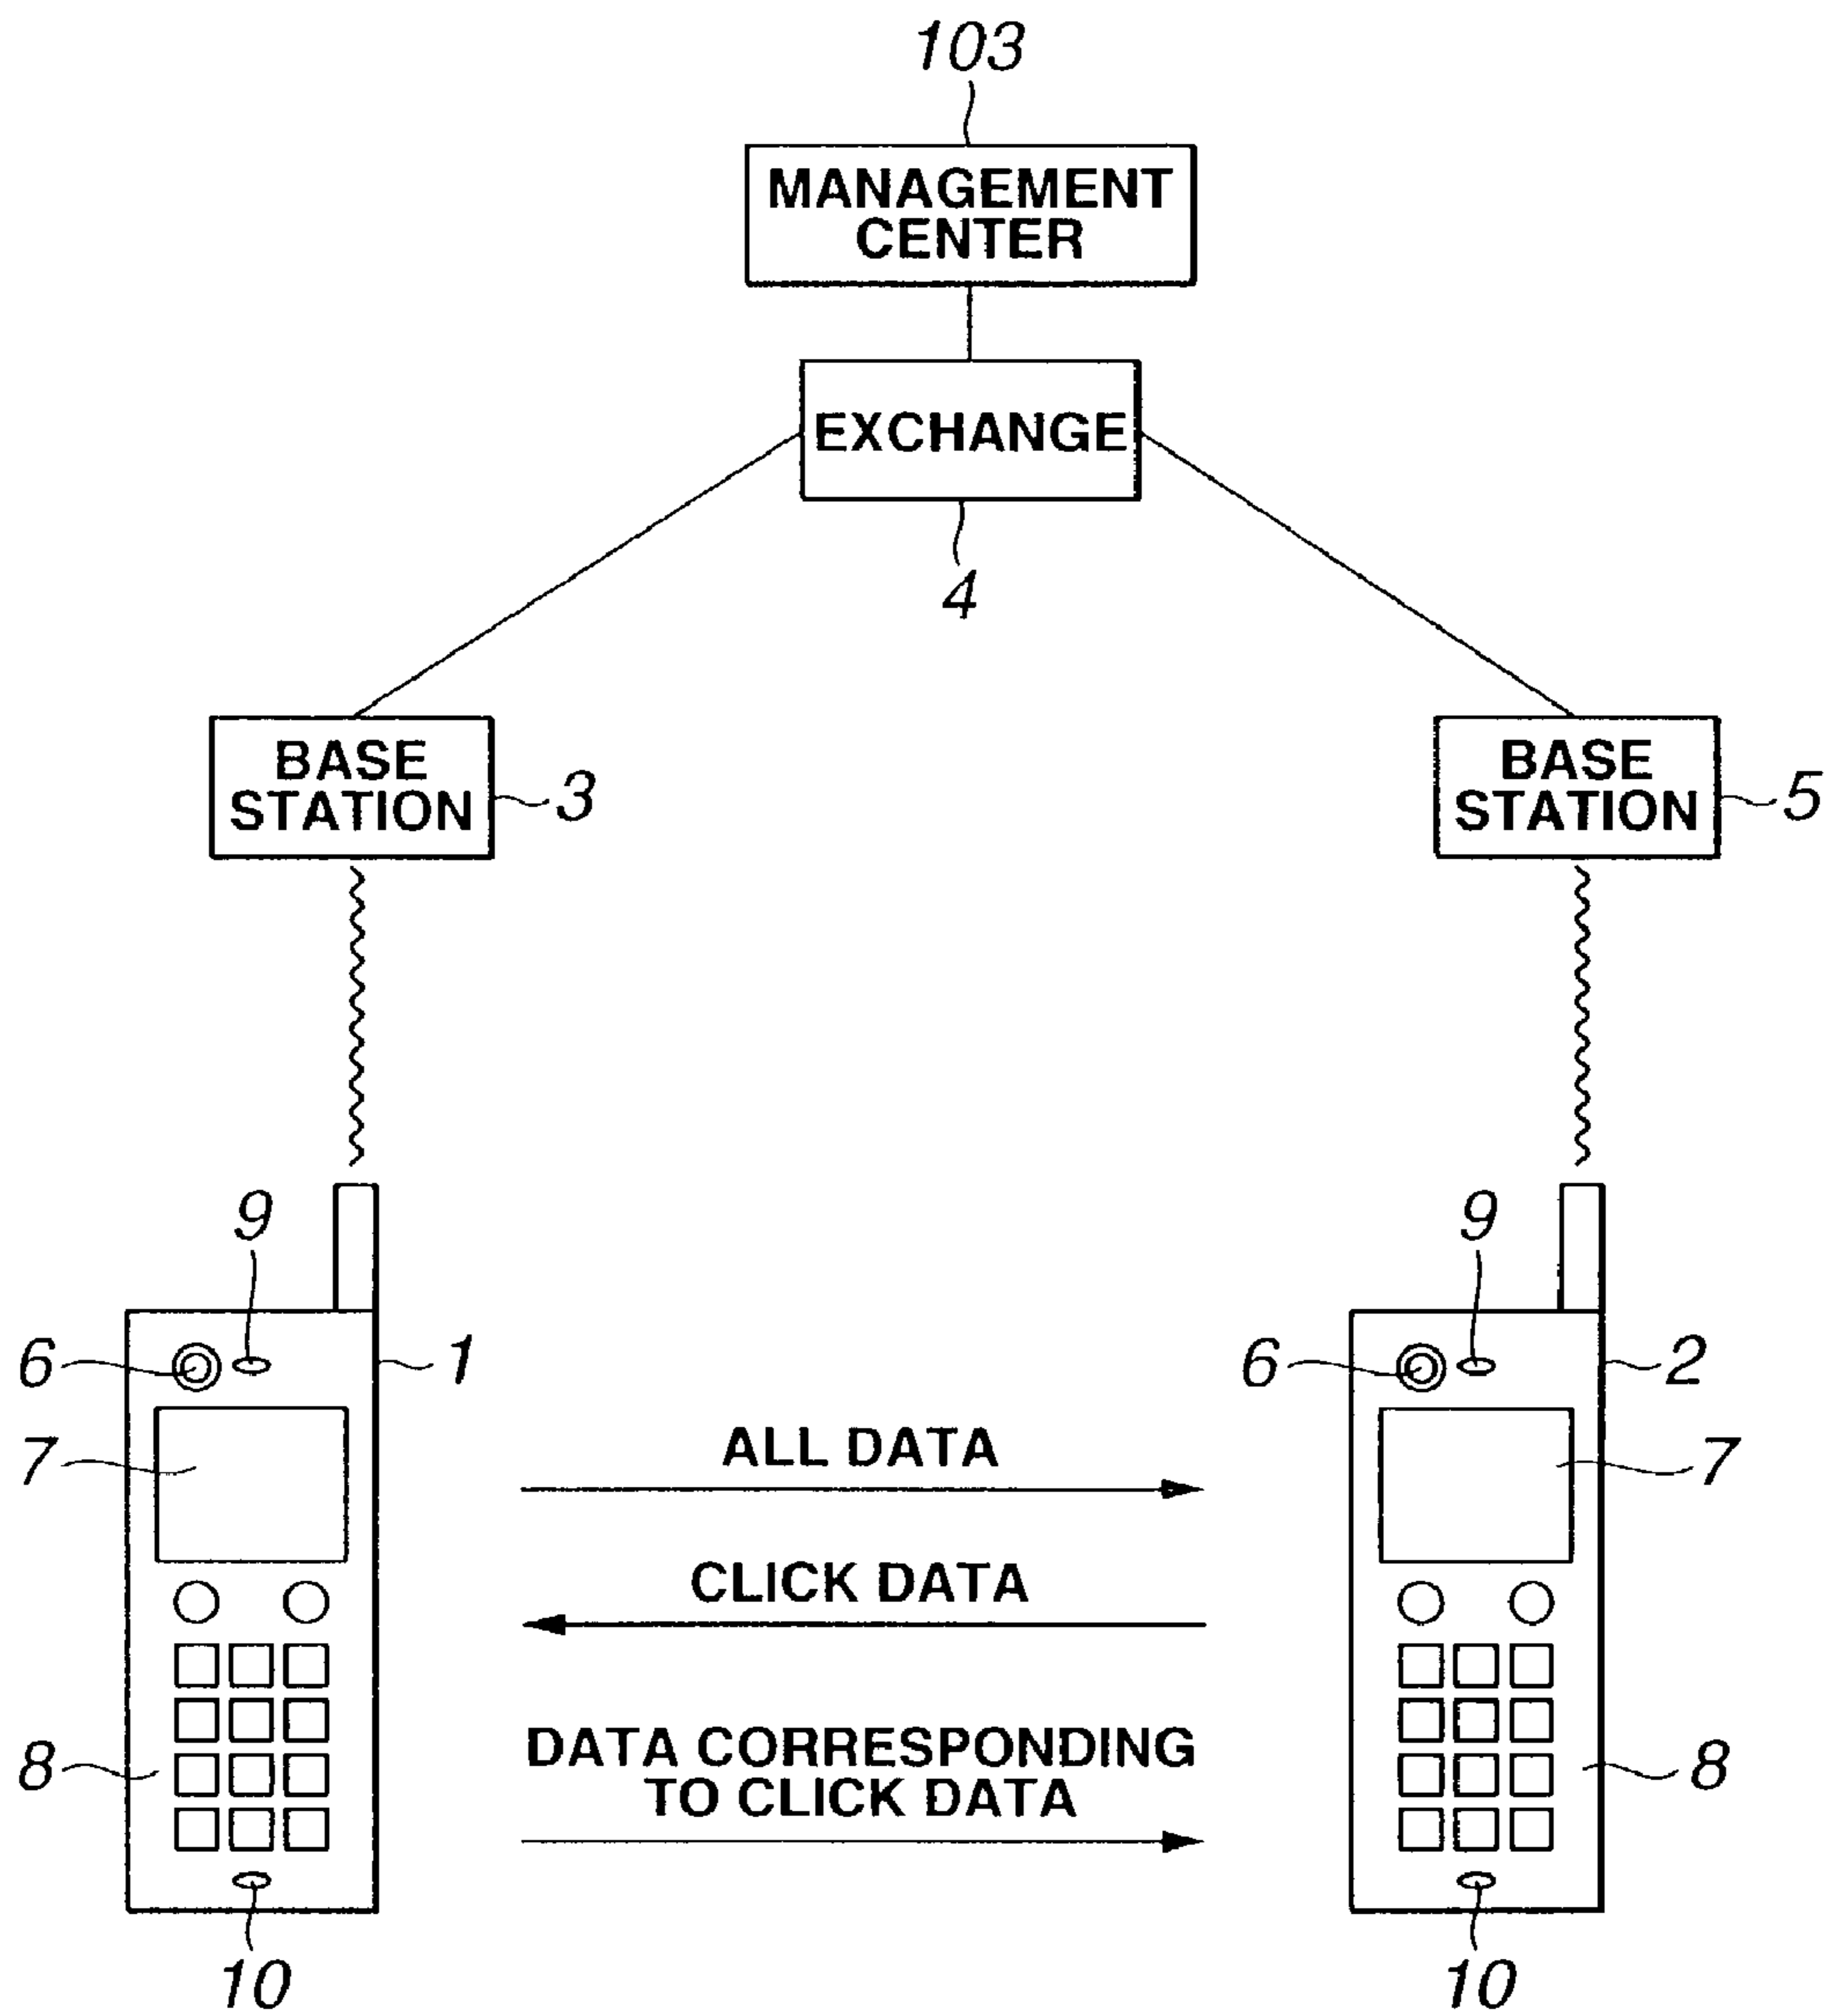 103
MANAGEMENT
CENTER
EXCHANGE
4
BASE
STATION
3
BASE
STATION
5
9
9
6
1
6
2
7
ALL DATA
7
CLICK DATA
DATA CORRESPONDING
TO CLICK DATA
8
8
10
10